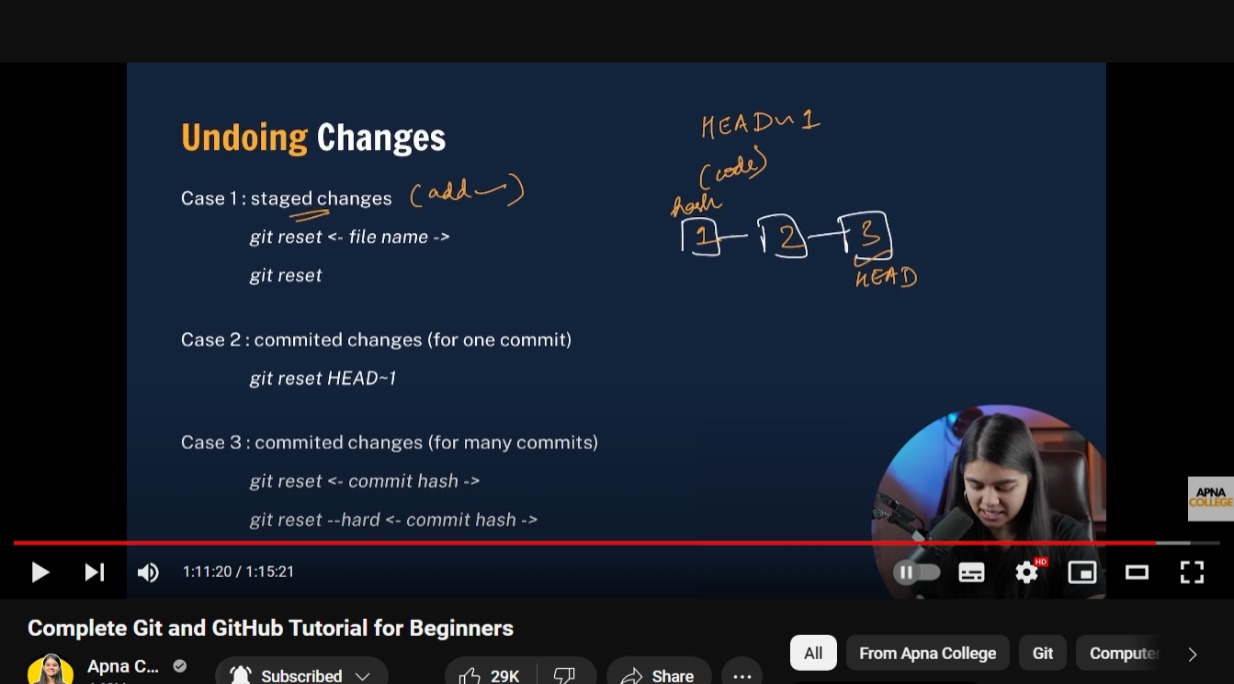 Undoing Changes
HEAD~1
(code)
Case 1 : staged changes (add )
hash
1 2 3
git reset <- file name ->
HEAD
git reset
Case 2 : commited changes (for one commit)
git reset HEAD~1
Case 3 : commited changes (for many commits)
git reset <- commit hash ->
git reset --hard <- commit hash ->
APNA
COLLEGE
1:11:20 / 1:15:21
HD
Complete Git and GitHub Tutorial for Beginners
Apna C...
Subscribed
29K
Share
All
From Apna College
Git
Computer